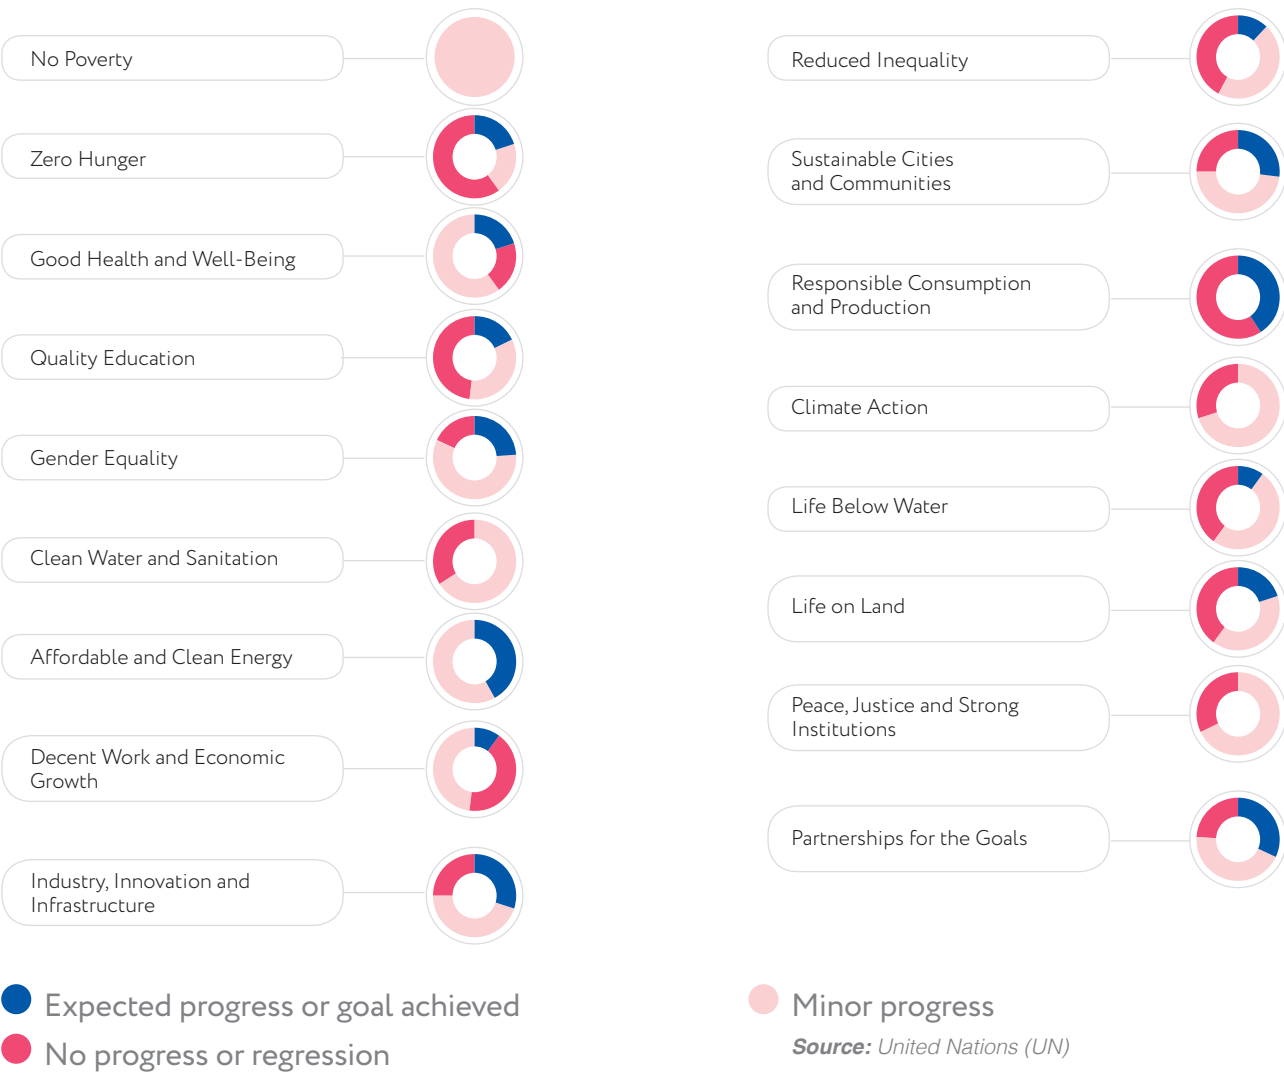 No Poverty
Zero Hunger
Good Health and Well-Being
Quality Education
Gender Equality
Clean Water and Sanitation
Affordable and Clean Energy
Decent Work and Economic
Growth
Industry, Innovation and
Infrastructure
Reduced Inequality
Sustainable Cities
and Communities
Responsible Consumption
and Production
Climate Action
Life Below Water
Life on Land
Peace, Justice and Strong
Institutions
Partnerships for the Goals
Expected progress or goal achieved
No progress or regression
Minor progress
Source: United Nations (UN)